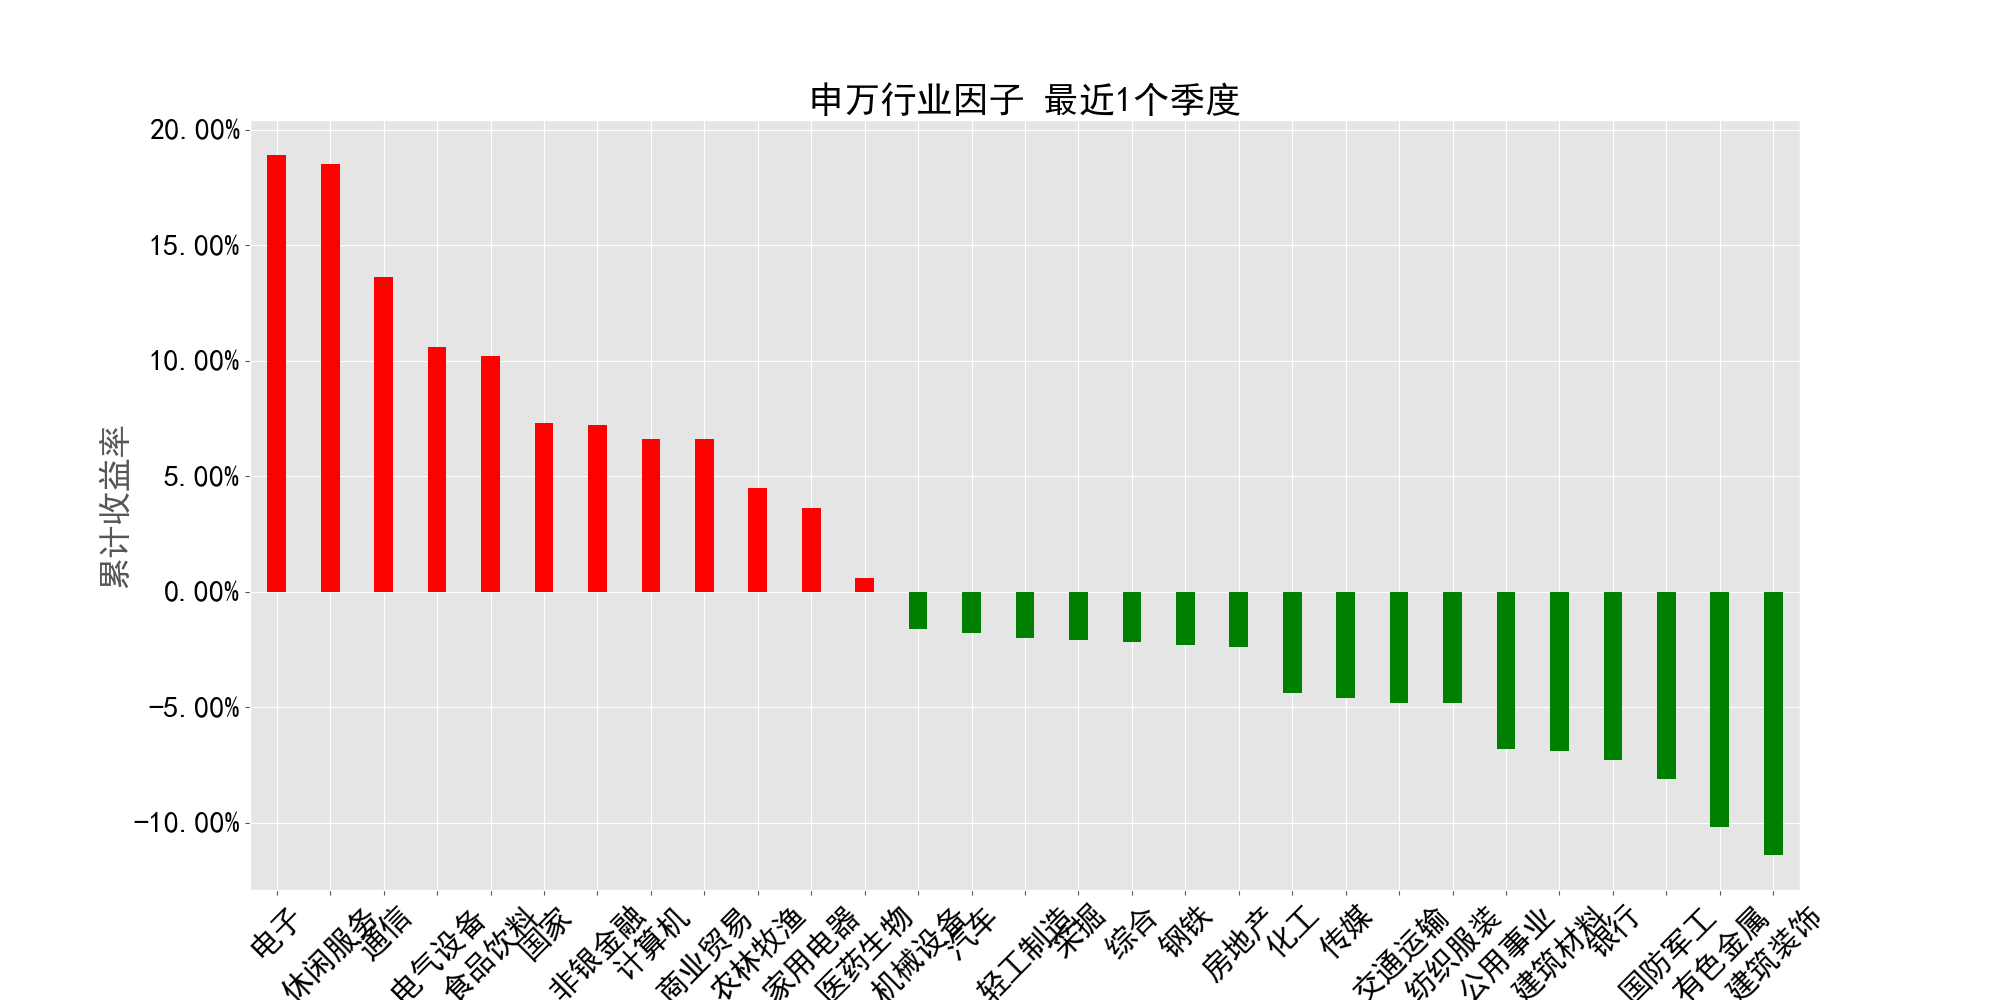 申万行业因子 最近1个季度
累计收益率
20.00%
15.00%
10.00%
5.00%
0.00%
−5.00%
−10.00%
电子
休闲服务
通信
电气设备
食品饮料
国家
非银金融
计算机
商业贸易
农林牧渔
家用电器
医药生物
机械设备
汽车
轻工制造
采掘
综合
钢铁
房地产
化工
传媒
交通运输
纺织服装
公用事业
建筑材料
银行
国防军工
有色金属
建筑装饰